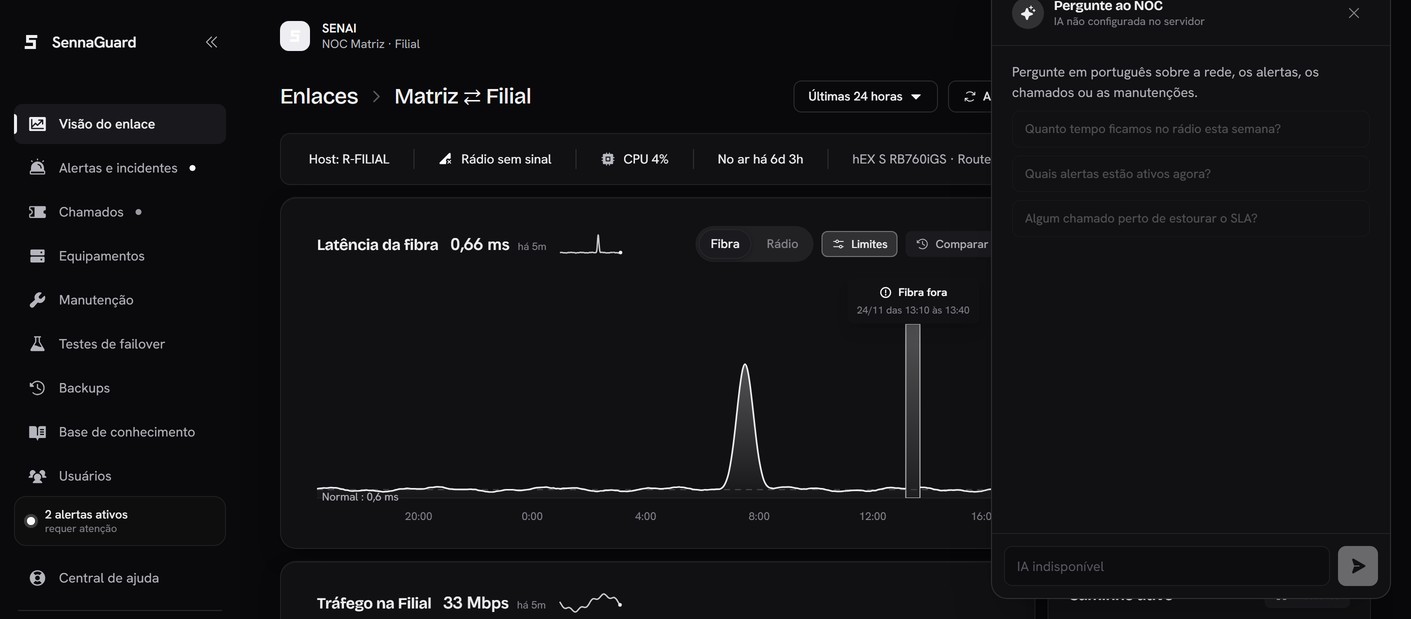 SennaGuard
Visão do enlace
Alertas e incidentes
Chamados
Equipamentos
Manutenção
Testes de failover
Backups
Base de conhecimento
Usuários
2 alertas ativos
requer atenção
Central de ajuda
SENAI
NOC Matriz · Filial
Enlaces
Matriz ⇄ Filial
Últimas 24 horas
A
Host: R-FILIAL
Rádio sem sinal
CPU 4%
No ar há 6d 3h
hEX S RB760iGS · Route
Latência da fibra 0,66 ms há 5m
Fibra
Rádio
Limites
Comparar
Fibra fora
24/11 das 13:10 às 13:40
Normal : 0,6 ms
20:00
0:00
4:00
8:00
12:00
16:0
Tráfego na Filial 33 Mbps há 5m
Pergunte ao NOC
IA não configurada no servidor
Pergunte em português sobre a rede, os alertas, os
chamados ou as manutenções.
Quanto tempo ficamos no rádio esta semana?
Quais alertas estão ativos agora?
Algum chamado perto de estourar o SLA?
IA indisponível